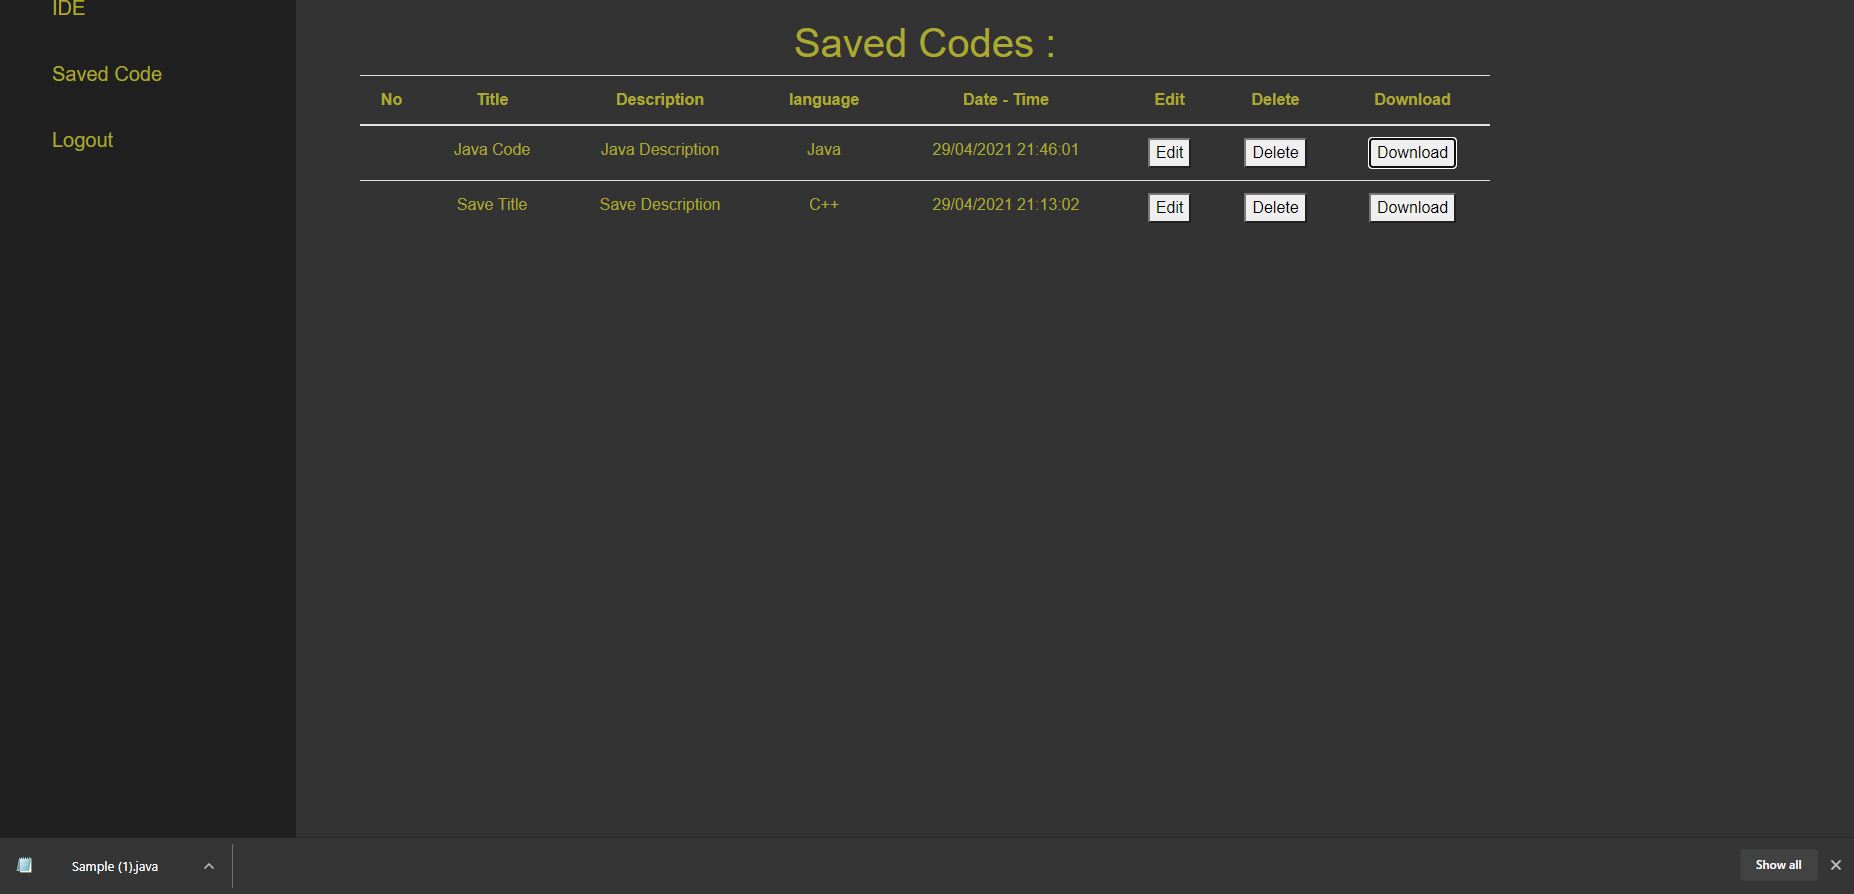 IDE
Saved Code
Logout
Saved Codes :
No Title Description language Date - Time Edit Delete Download
Java Code Java Description Java 29/04/2021 21:46:01 Edit Delete Download
Save Title Save Description C++ 29/04/2021 21:13:02 Edit Delete Download
Sample (1).java
Show all